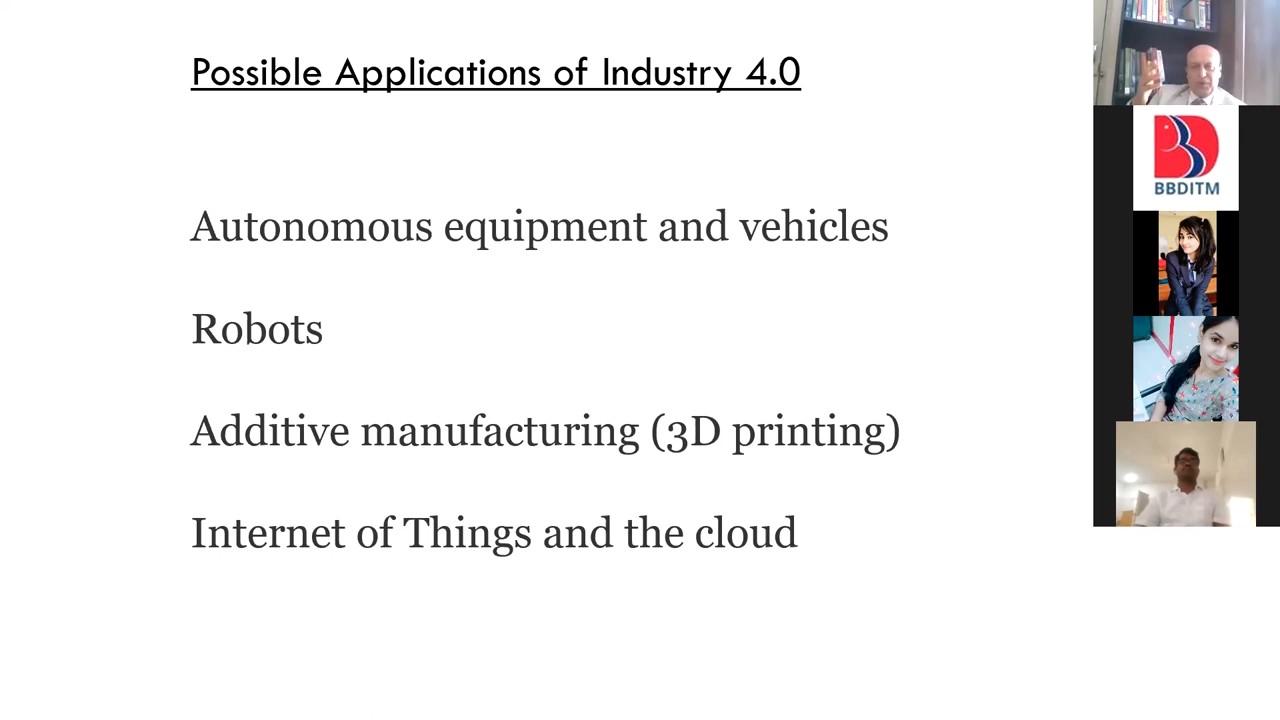 Possible Applications of Industry 4.0
Autonomous equipment and vehicles
Robots
Additive manufacturing (3D printing)
Internet of Things and the cloud
BBDITM